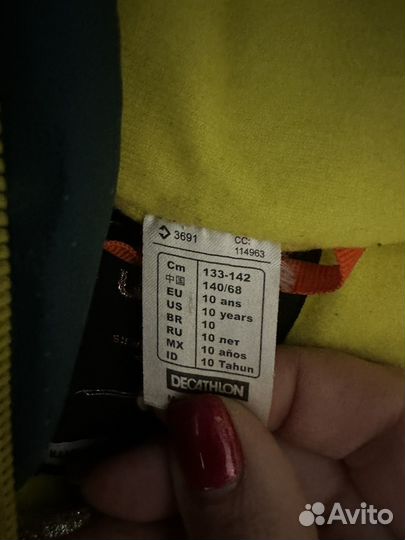 3691 CC:
114963
Cm 133-142
中国 140/68
EU 10 ans
US 10 years
BR 10
RU 10 лет
MX 10 años
ID 10 Tahun
DECATHLON
Avito